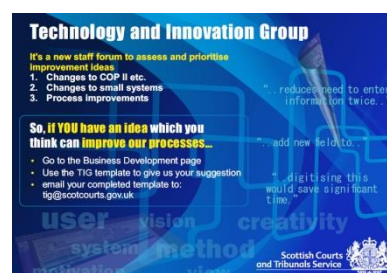 Technology and Innovation Group
It's a new staff forum to assess and prioritise
improvement ideas
1. Changes to COP II etc.
2. Changes to small systems
3. Process improvements
"..reduces need to enter
information twice.."
So, if YOU have an idea which you
think can improve our processes...
"..add new field to.."
• Go to the Business Development page
• Use the TIG template to give us your suggestion
• email your completed template to:
tig@scotcourts.gov.uk
"..digitising this
would save significant
time."
user vision creativity
system method
view
Scottish Courts
and Tribunals Service